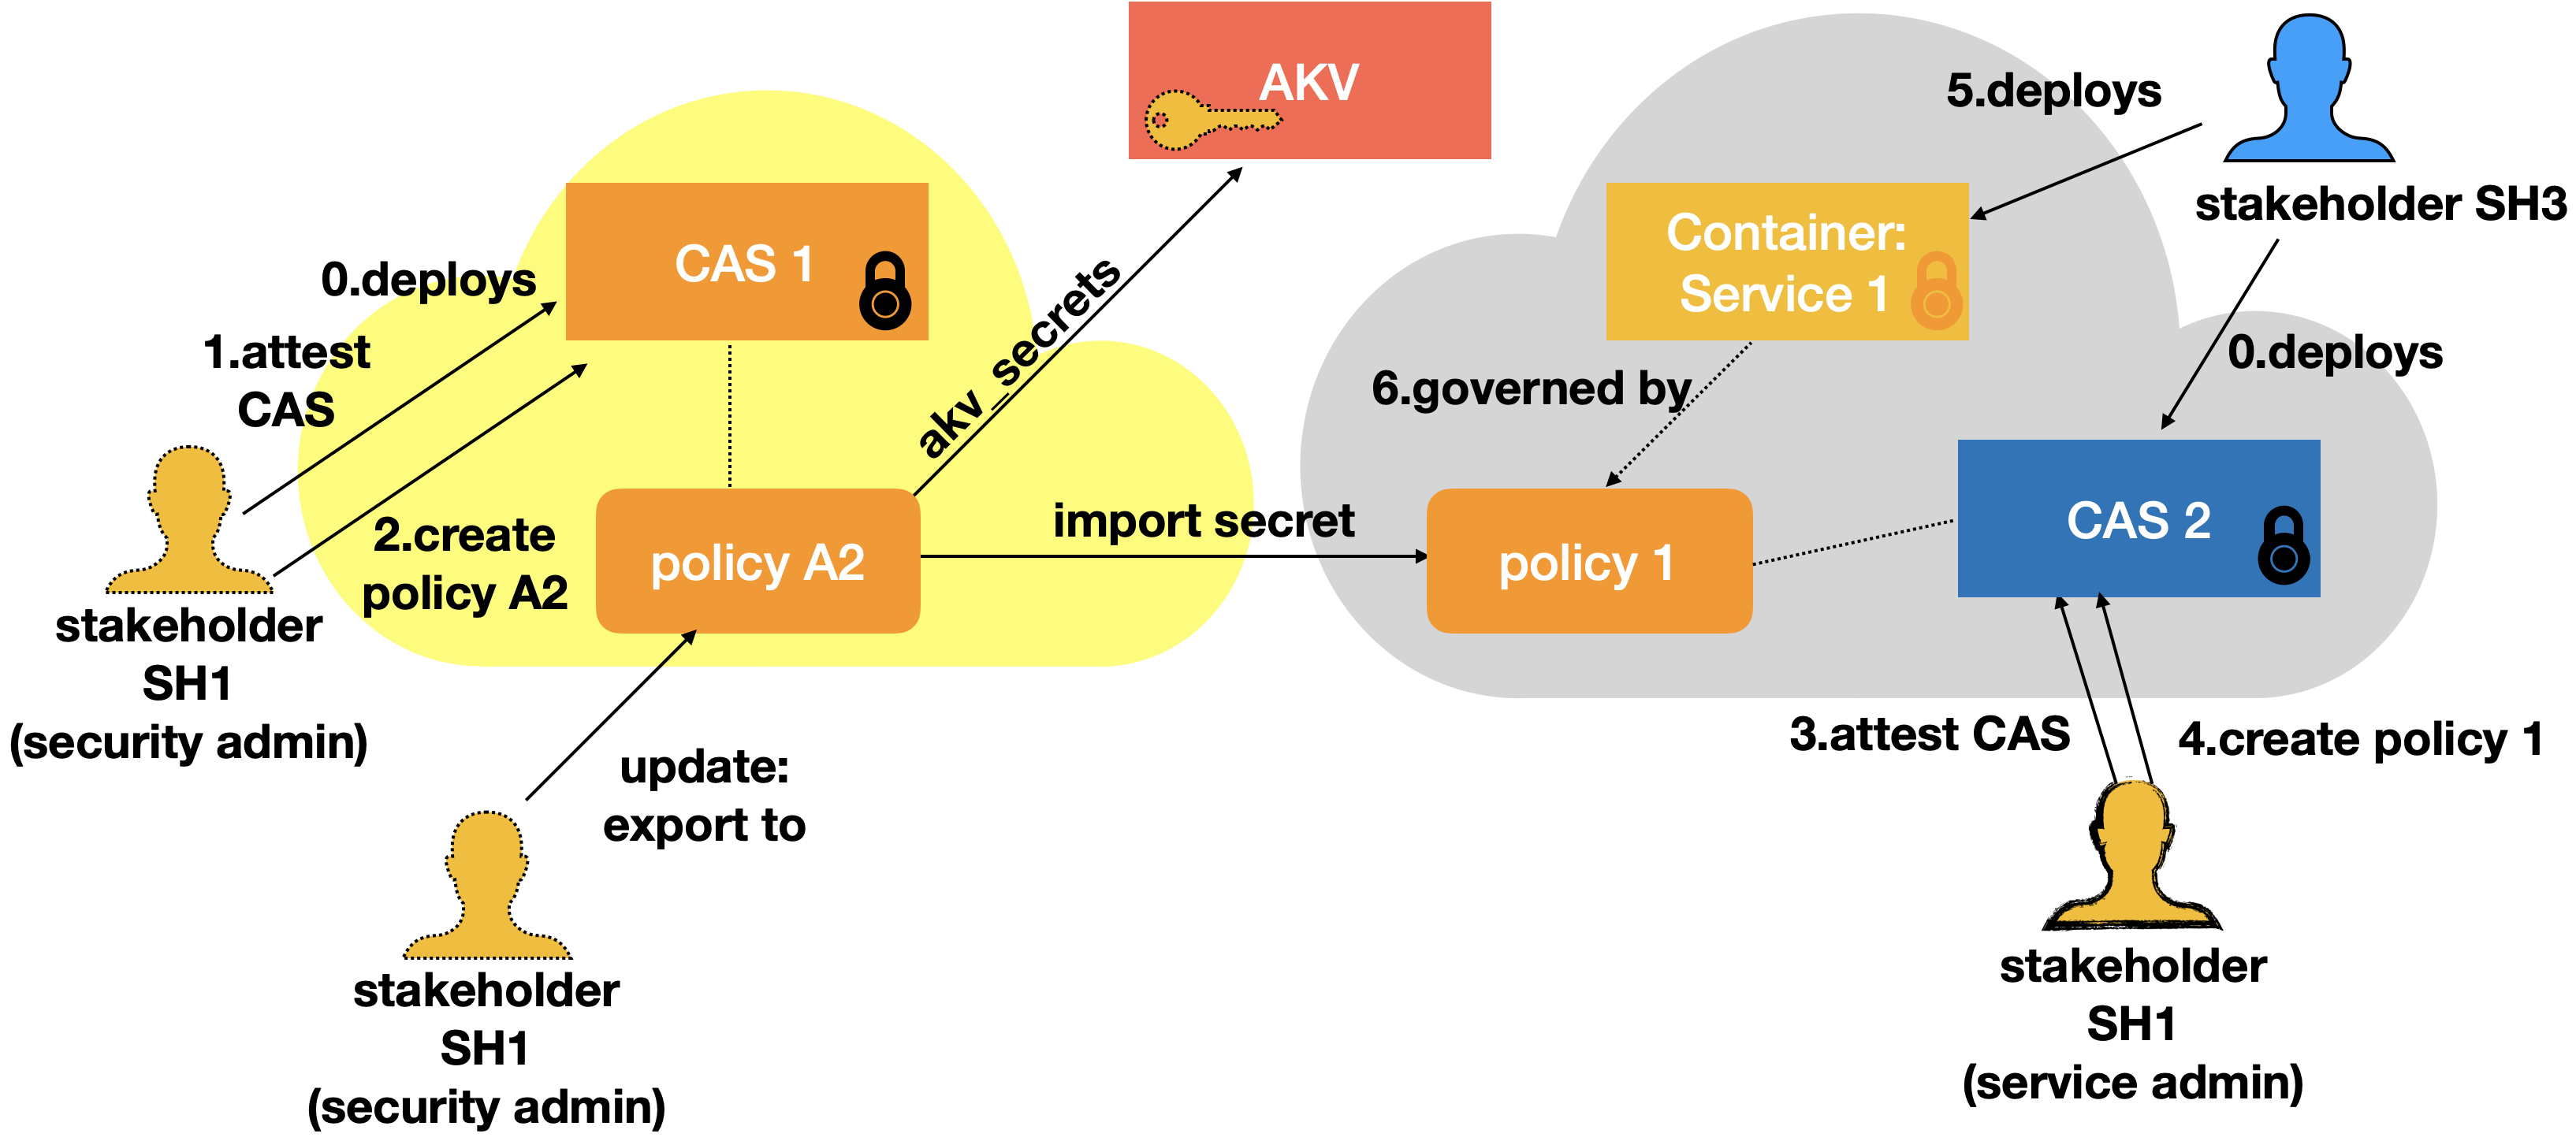 AKV
5.deploys
stakeholder SH3
CAS 1
Container:
Service 1
0.deploys
1.attest
CAS
akv_secrets
6.governed by
0.deploys
2.create
policy A2
policy A2
import secret
policy 1
CAS 2
stakeholder
SH1
(security admin)
update:
export to
3.attest CAS
4.create policy 1
stakeholder
SH1
(security admin)
stakeholder
SH1
(service admin)